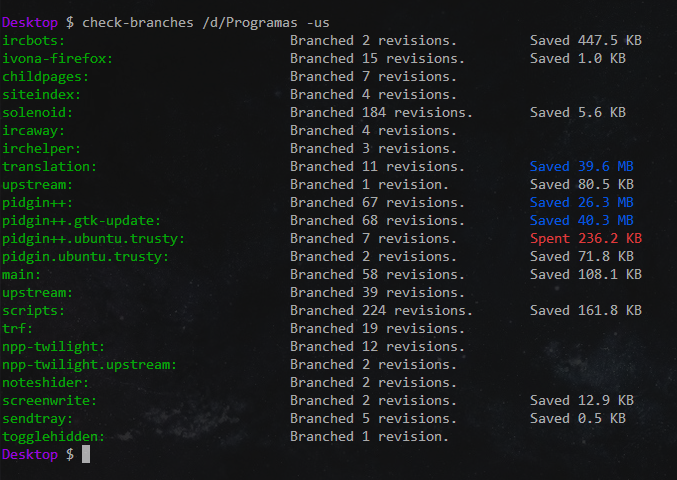 Desktop $ check-branches /d/Programas -us
ircbots: Branched 2 revisions. Saved 447.5 KB
ivona-firefox: Branched 15 revisions. Saved 1.0 KB
childpages: Branched 7 revisions.
siteindex: Branched 4 revisions.
solenoid: Branched 184 revisions. Saved 5.6 KB
ircaway: Branched 4 revisions.
irchelper: Branched 3 revisions.
translation: Branched 11 revisions. Saved 39.6 MB
upstream: Branched 1 revision. Saved 80.5 KB
pidgin++: Branched 67 revisions. Saved 26.3 MB
pidgin++.gtk-update: Branched 68 revisions. Saved 40.3 MB
pidgin++.ubuntu.trusty: Branched 7 revisions. Spent 236.2 KB
pidgin.ubuntu.trusty: Branched 2 revisions. Saved 71.8 KB
main: Branched 58 revisions. Saved 108.1 KB
upstream: Branched 39 revisions.
scripts: Branched 224 revisions. Saved 161.8 KB
trf: Branched 19 revisions.
npp-twilight: Branched 12 revisions.
npp-twilight.upstream: Branched 2 revisions.
noteshider: Branched 2 revisions.
screenwrite: Branched 2 revisions. Saved 12.9 KB
sendtray: Branched 5 revisions. Saved 0.5 KB
togglehidden: Branched 1 revision.
Desktop $